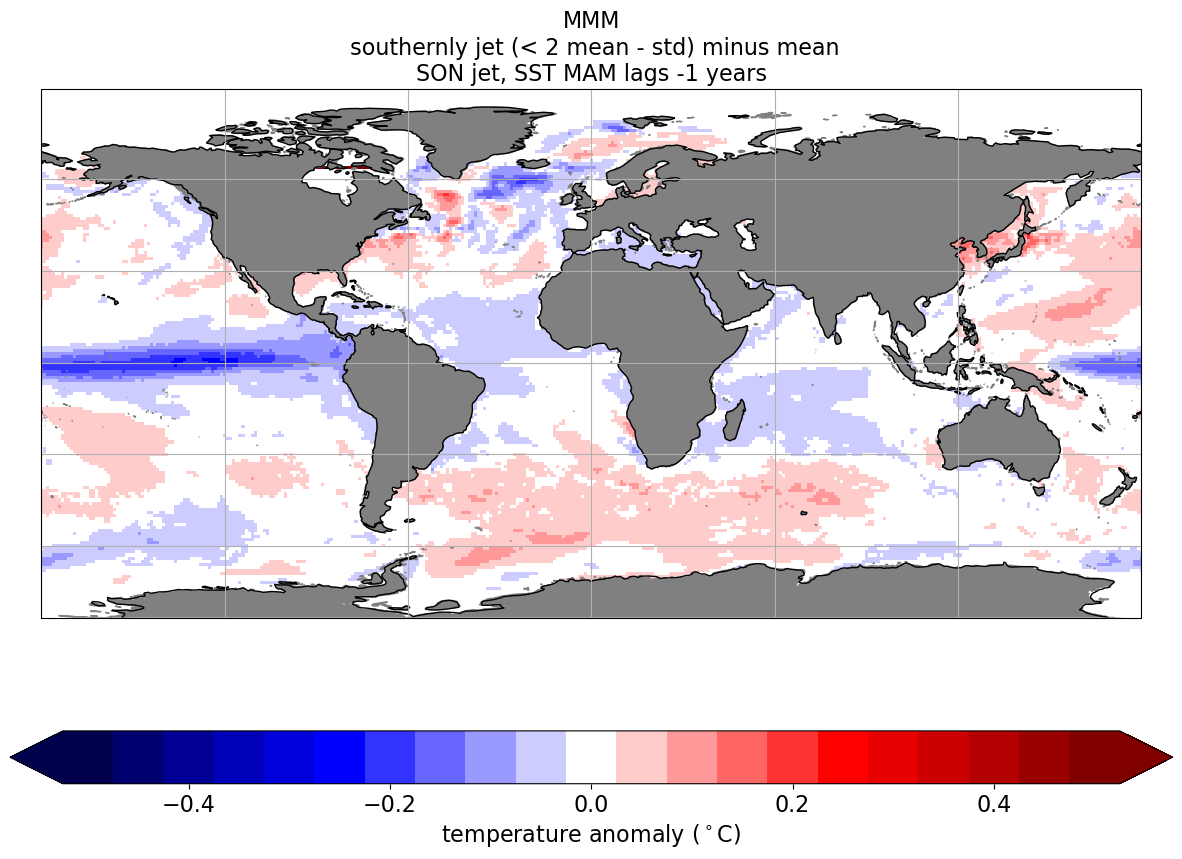 MMM
southernly jet (< 2 mean - std) minus mean
SON jet, SST MAM lags -1 years
−0.4 −0.2 0.0 0.2 0.4
temperature anomaly (°C)